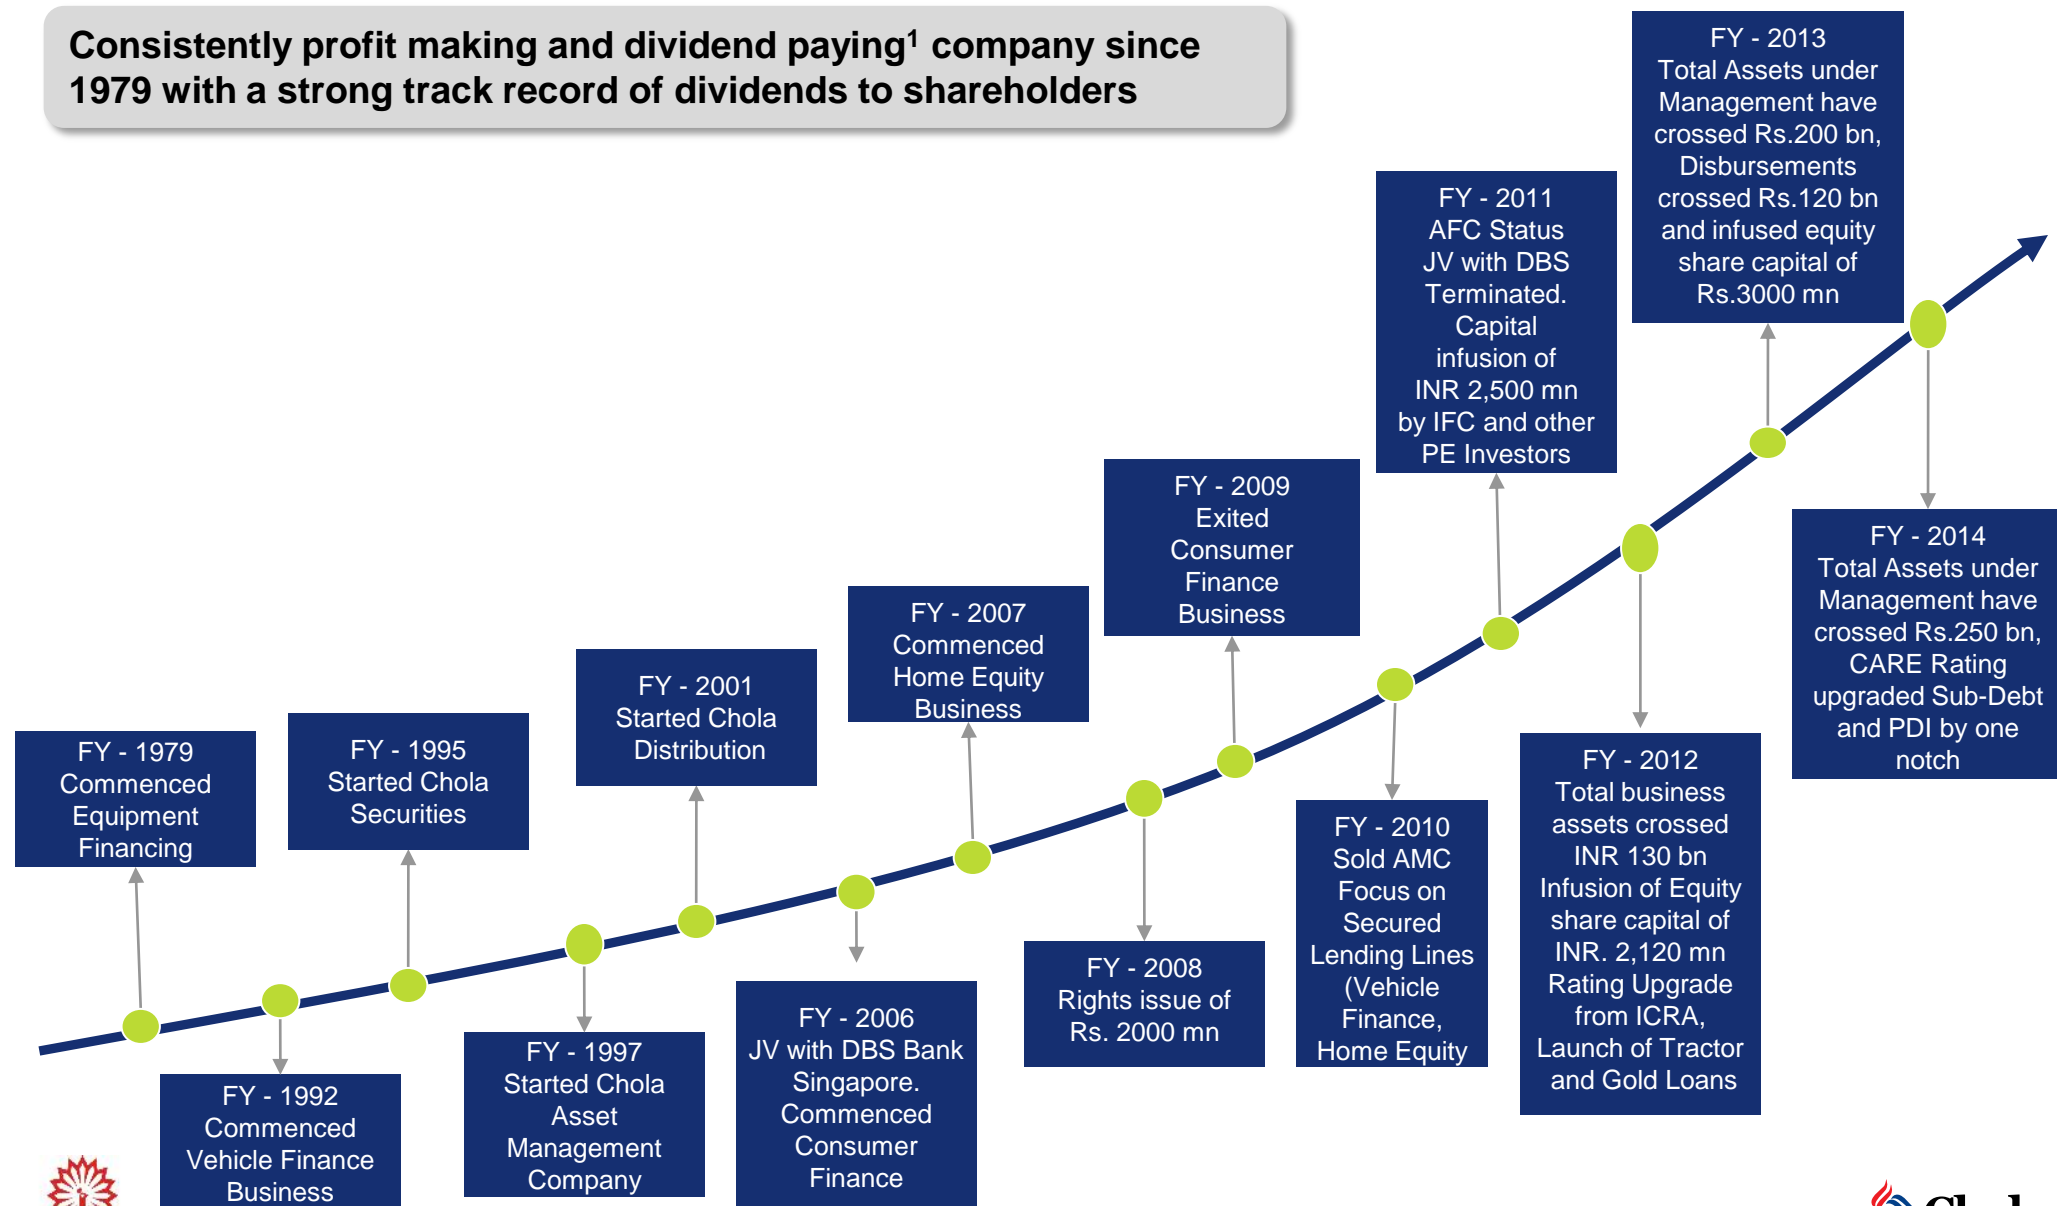 Consistently profit making and dividend paying¹ company since
1979 with a strong track record of dividends to shareholders
FY - 1979
Commenced
Equipment
Financing
FY - 1992
Commenced
Vehicle Finance
Business
FY - 1995
Started Chola
Securities
FY - 1997
Started Chola
Asset
Management
Company
FY - 2001
Started Chola
Distribution
FY - 2006
JV with DBS Bank
Singapore.
Commenced
Consumer
Finance
FY - 2007
Commenced
Home Equity
Business
FY - 2008
Rights issue of
Rs. 2000 mn
FY - 2009
Exited
Consumer
Finance
Business
FY - 2010
Sold AMC
Focus on
Secured
Lending Lines
(Vehicle
Finance,
Home Equity
FY - 2011
AFC Status
JV with DBS
Terminated.
Capital
infusion of
INR 2,500 mn
by IFC and other
PE Investors
FY - 2012
Total business
assets crossed
INR 130 bn
Infusion of Equity
share capital of
INR. 2,120 mn
Rating Upgrade
from ICRA,
Launch of Tractor
and Gold Loans
FY - 2013
Total Assets under
Management have
crossed Rs.200 bn,
Disbursements
crossed Rs.120 bn
and infused equity
share capital of
Rs.3000 mn
FY - 2014
Total Assets under
Management have
crossed Rs.250 bn,
CARE Rating
upgraded Sub-Debt
and PDI by one
notch